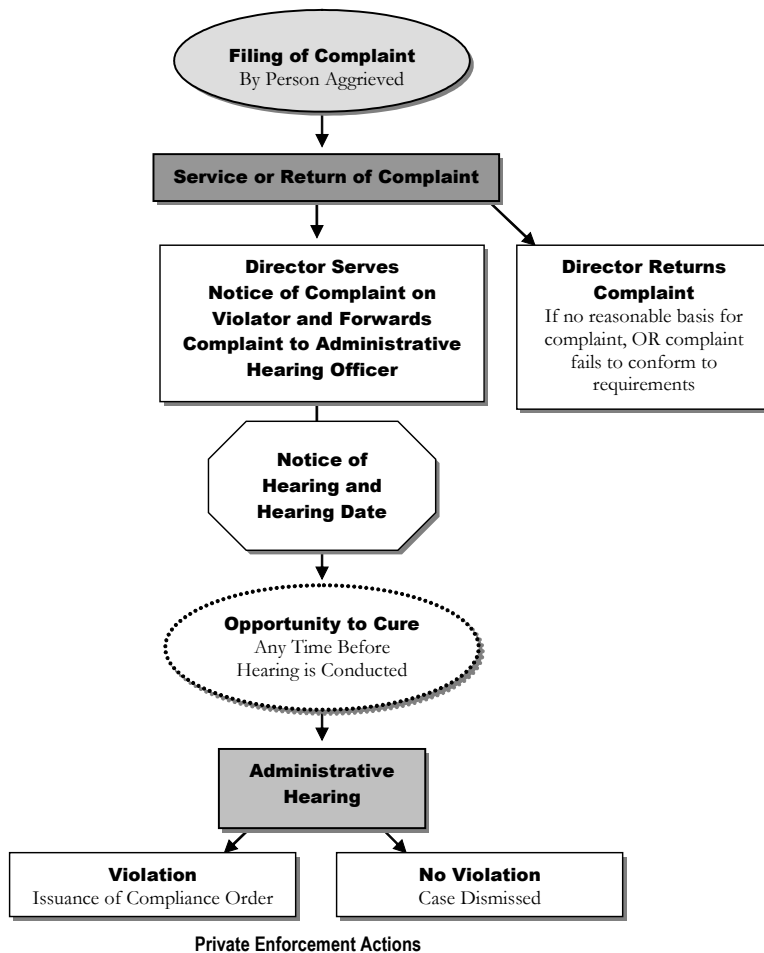 Filing of Complaint
By Person Aggrieved
Service or Return of Complaint
Director Serves
Notice of Complaint on
Violator and Forwards
Complaint to Administrative
Hearing Officer
Director Returns
Complaint
If no reasonable basis for
complaint, OR complaint
fails to conform to
requirements
Notice of
Hearing and
Hearing Date
Opportunity to Cure
Any Time Before
Hearing is Conducted
Administrative
Hearing
Violation
Issuance of Compliance Order
No Violation
Case Dismissed
Private Enforcement Actions